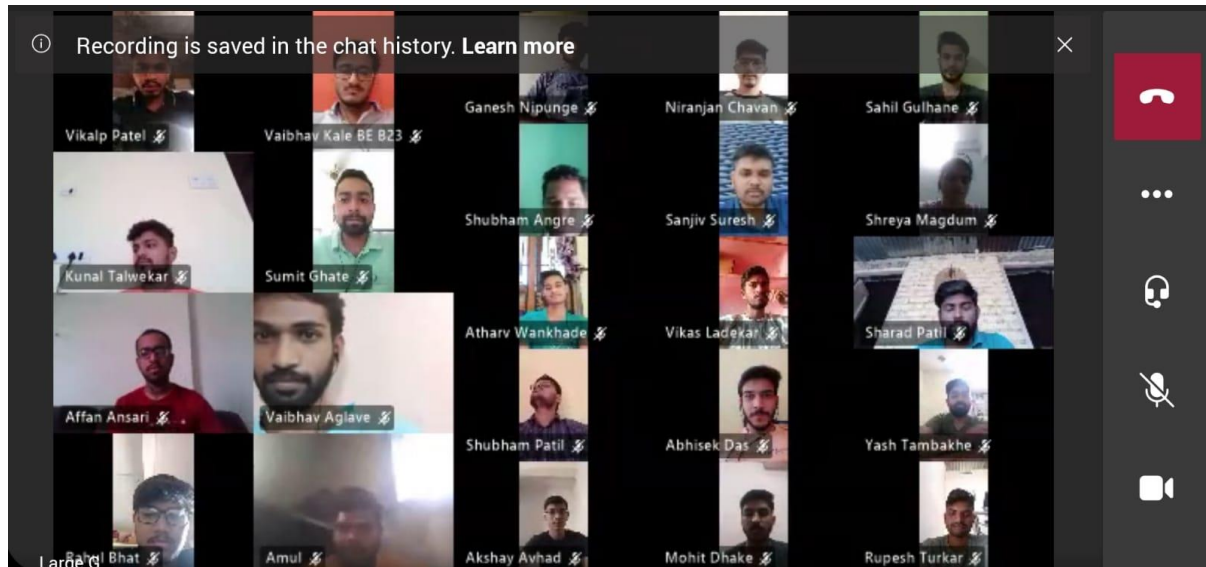 Recording is saved in the chat history. Learn more
Vikalp Patel
Vaibhav Kale BE B23
Ganesh Nipunge
Niranjan Chavan
Sahil Gulhane
Kunal Talwekar
Sumit Ghate
Shubham Angre
Sanjiv Suresh
Shreya Magdum
Atharv Wankhade
Vikas Ladekar
Sharad Patil
Affan Ansari
Vaibhav Aglave
Shubham Patil
Abhisek Das
Yash Tambakhe
Rahul Bhat
Amul
Akshay Avhad
Mohit Dhake
Rupesh Turkar
Large G